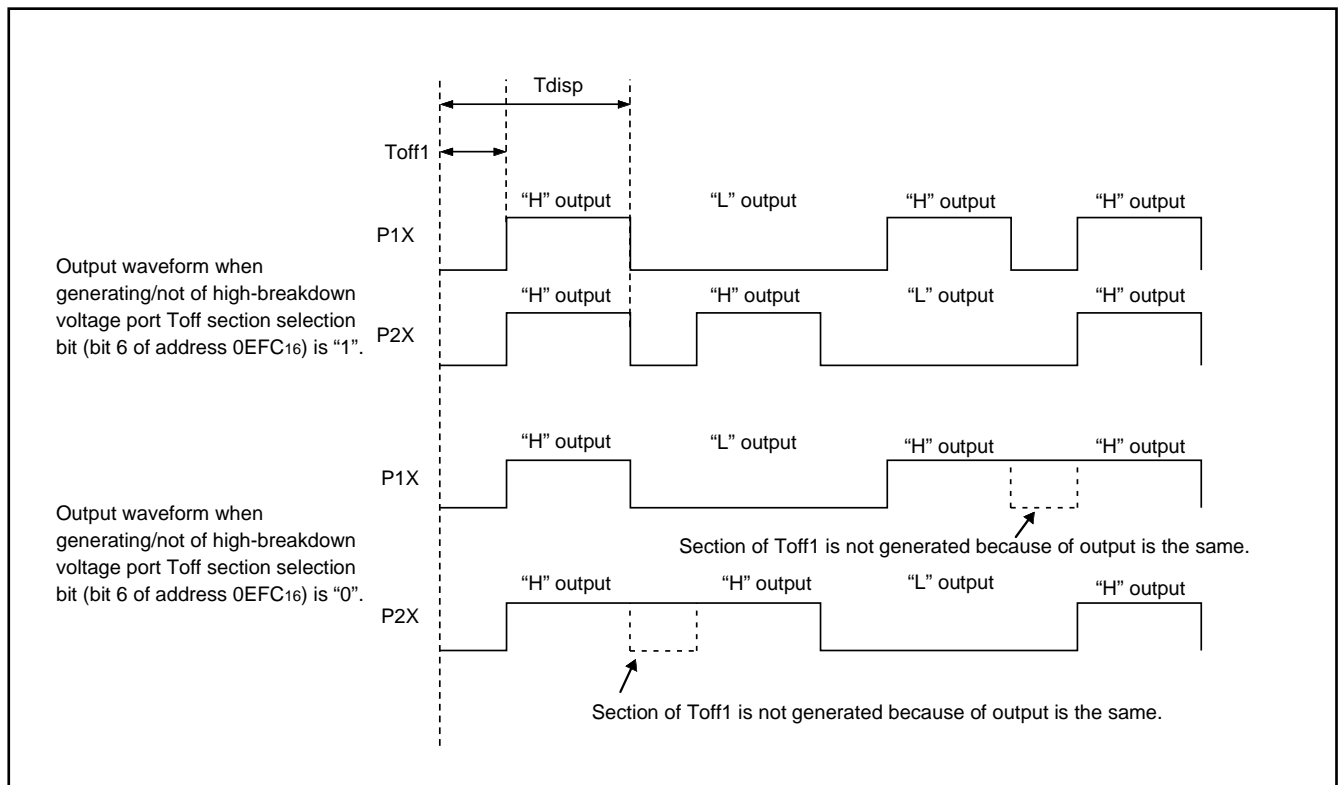 Tdisp
Toff1
“H” output “L” output “H” output “H” output
P1X
Output waveform when
generating/not of high-breakdown
voltage port Toff section selection
bit (bit 6 of address 0EFC16) is “1”.
“H” output “H” output “L” output “H” output
P2X
“H” output “L” output “H” output “H” output
P1X
Section of Toff1 is not generated because of output is the same.
Output waveform when
generating/not of high-breakdown
voltage port Toff section selection
bit (bit 6 of address 0EFC16) is “0”.
“H” output “H” output “L” output “H” output
P2X
Section of Toff1 is not generated because of output is the same.